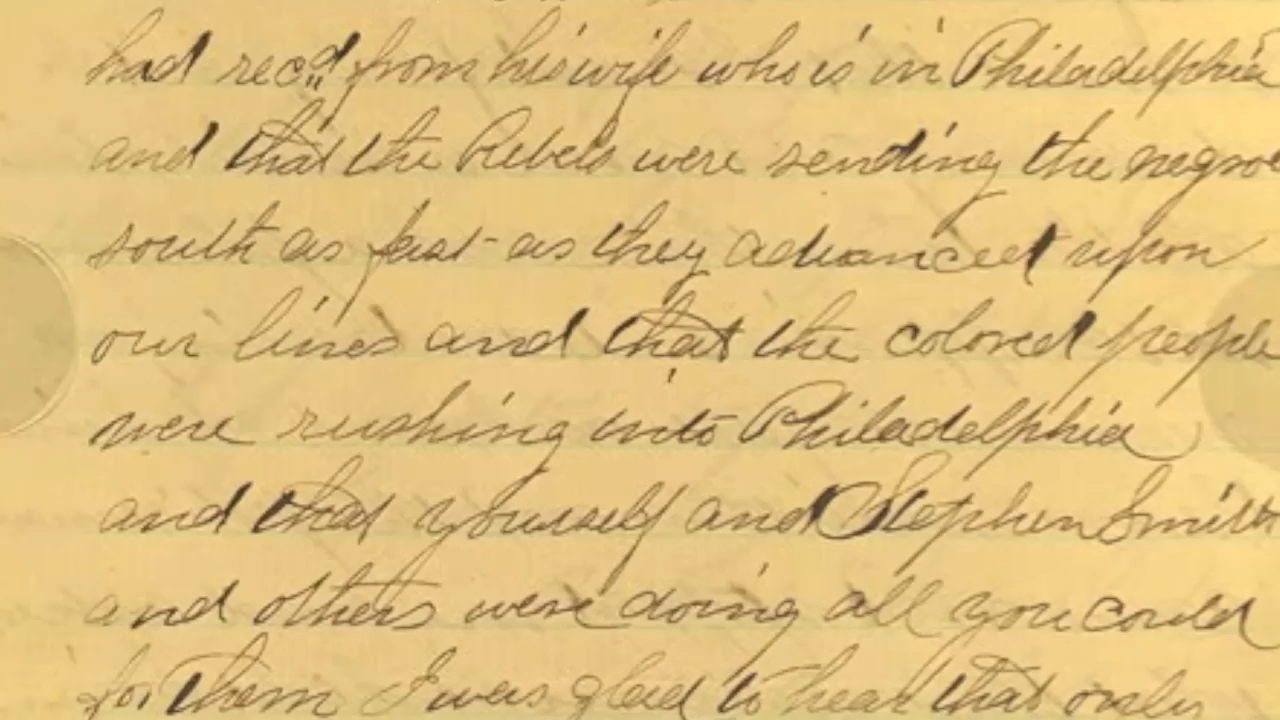 had recd from his wife who is in Philadelphia
and that the Rebels were sending the negroe
south as fast as they advanced upon
our lines and that the colored people
were rushing into Philadelphia
and that yourself and Stephen Smith
and others were doing all you could
for them I was glad to hear that only